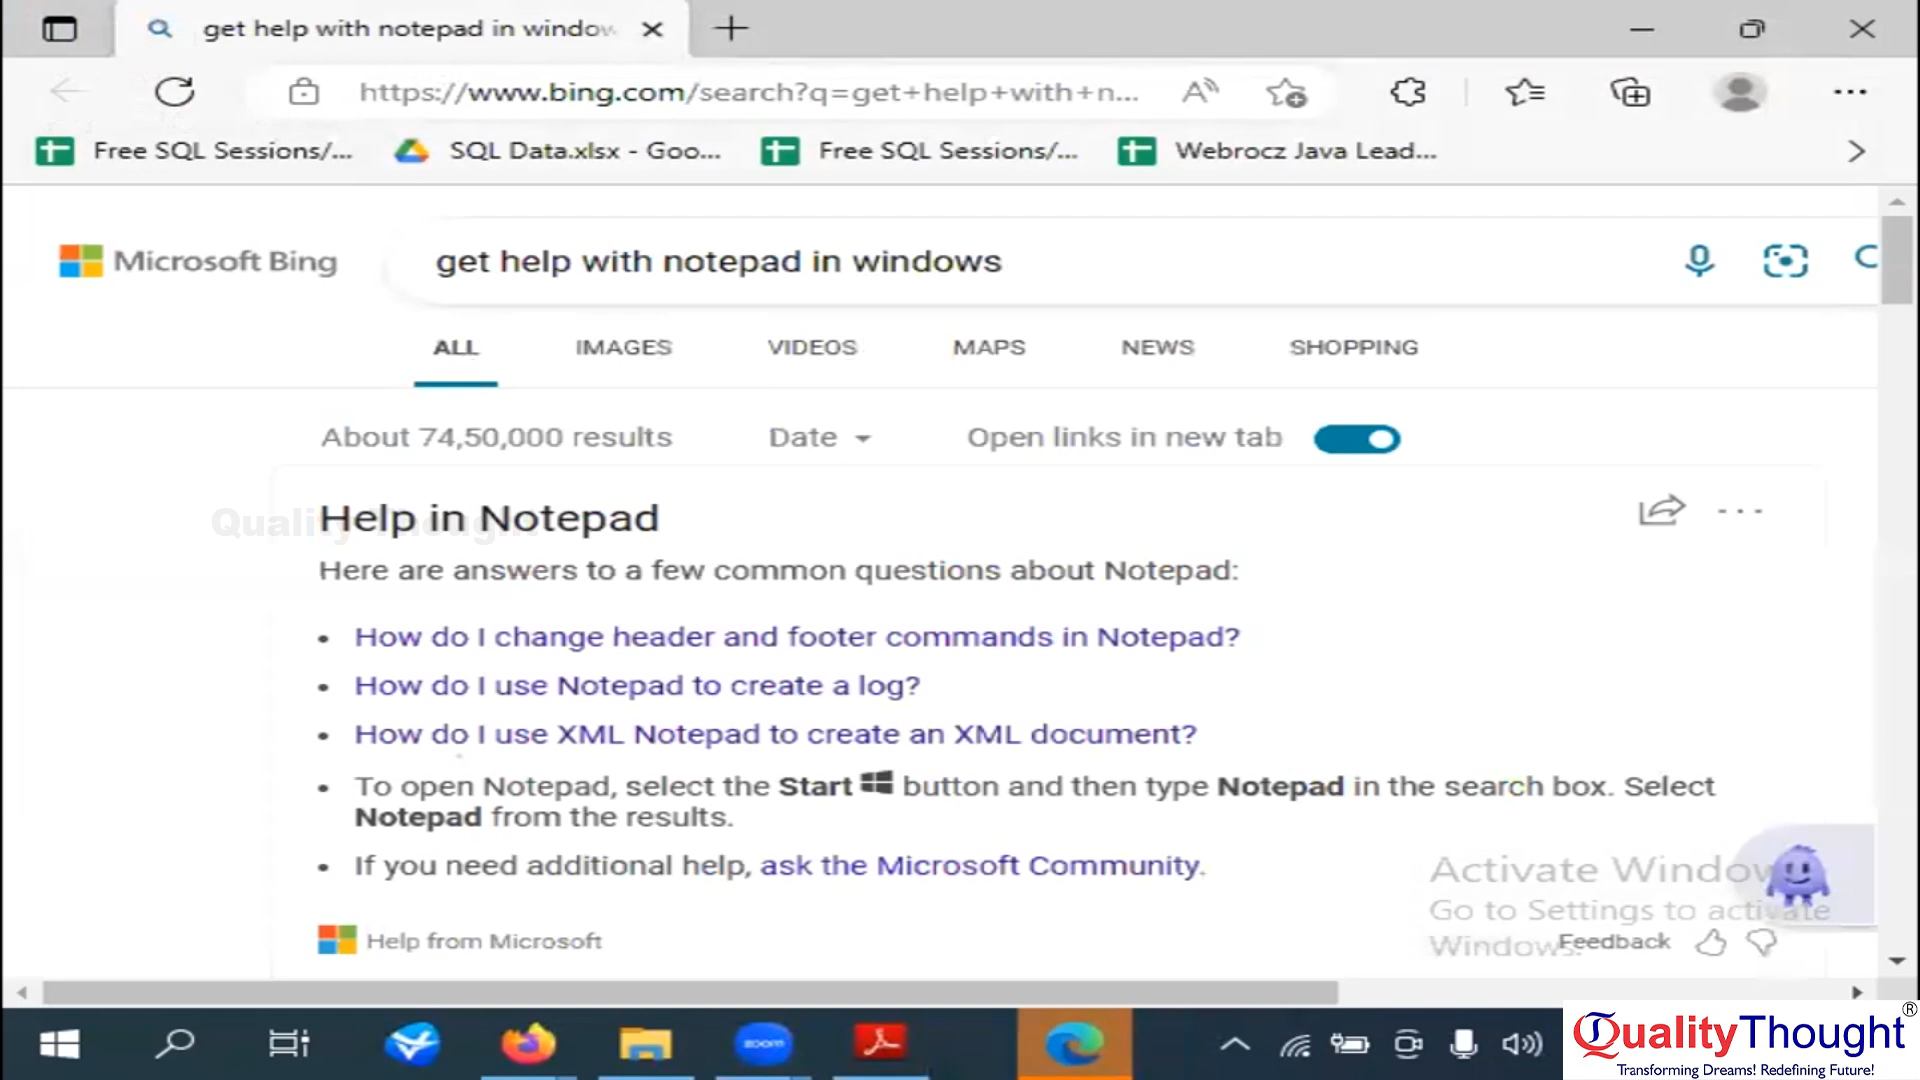 get help with notepad in window
https://www.bing.com/search?q=get+help+with+n...
Free SQL Sessions/...
SQL Data.xlsx - Goo...
Free SQL Sessions/...
Webrocz Java Lead...
Microsoft Bing
get help with notepad in windows
ALL IMAGES VIDEOS MAPS NEWS SHOPPING
About 74,50,000 results Date Open links in new tab
Quality Thought
Help in Notepad
Here are answers to a few common questions about Notepad:
• How do I change header and footer commands in Notepad?
• How do I use Notepad to create a log?
• How do I use XML Notepad to create an XML document?
• To open Notepad, select the Start button and then type Notepad in the search box. Select
Notepad from the results.
• If you need additional help, ask the Microsoft Community.
Activate Window
Go to Settings to activate
Windows.
Help from Microsoft
Feedback
zoom
QualityThought®
Transforming Dreams! Redefining Future!